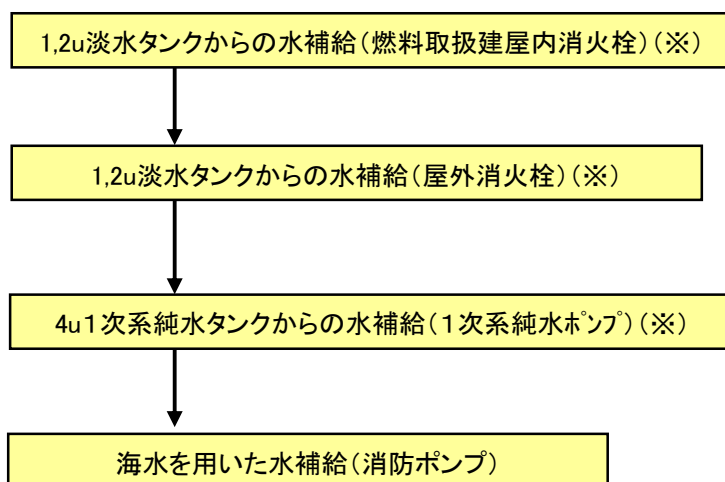 1,2u淡水タンクからの水補給(燃料取扱建屋内消火栓)(※)
1,2u淡水タンクからの水補給(屋外消火栓)(※)
4u1次系純水タンクからの水補給(1次系純水ﾎﾟﾝﾌﾟ)(※)
海水を用いた水補給(消防ポンプ)